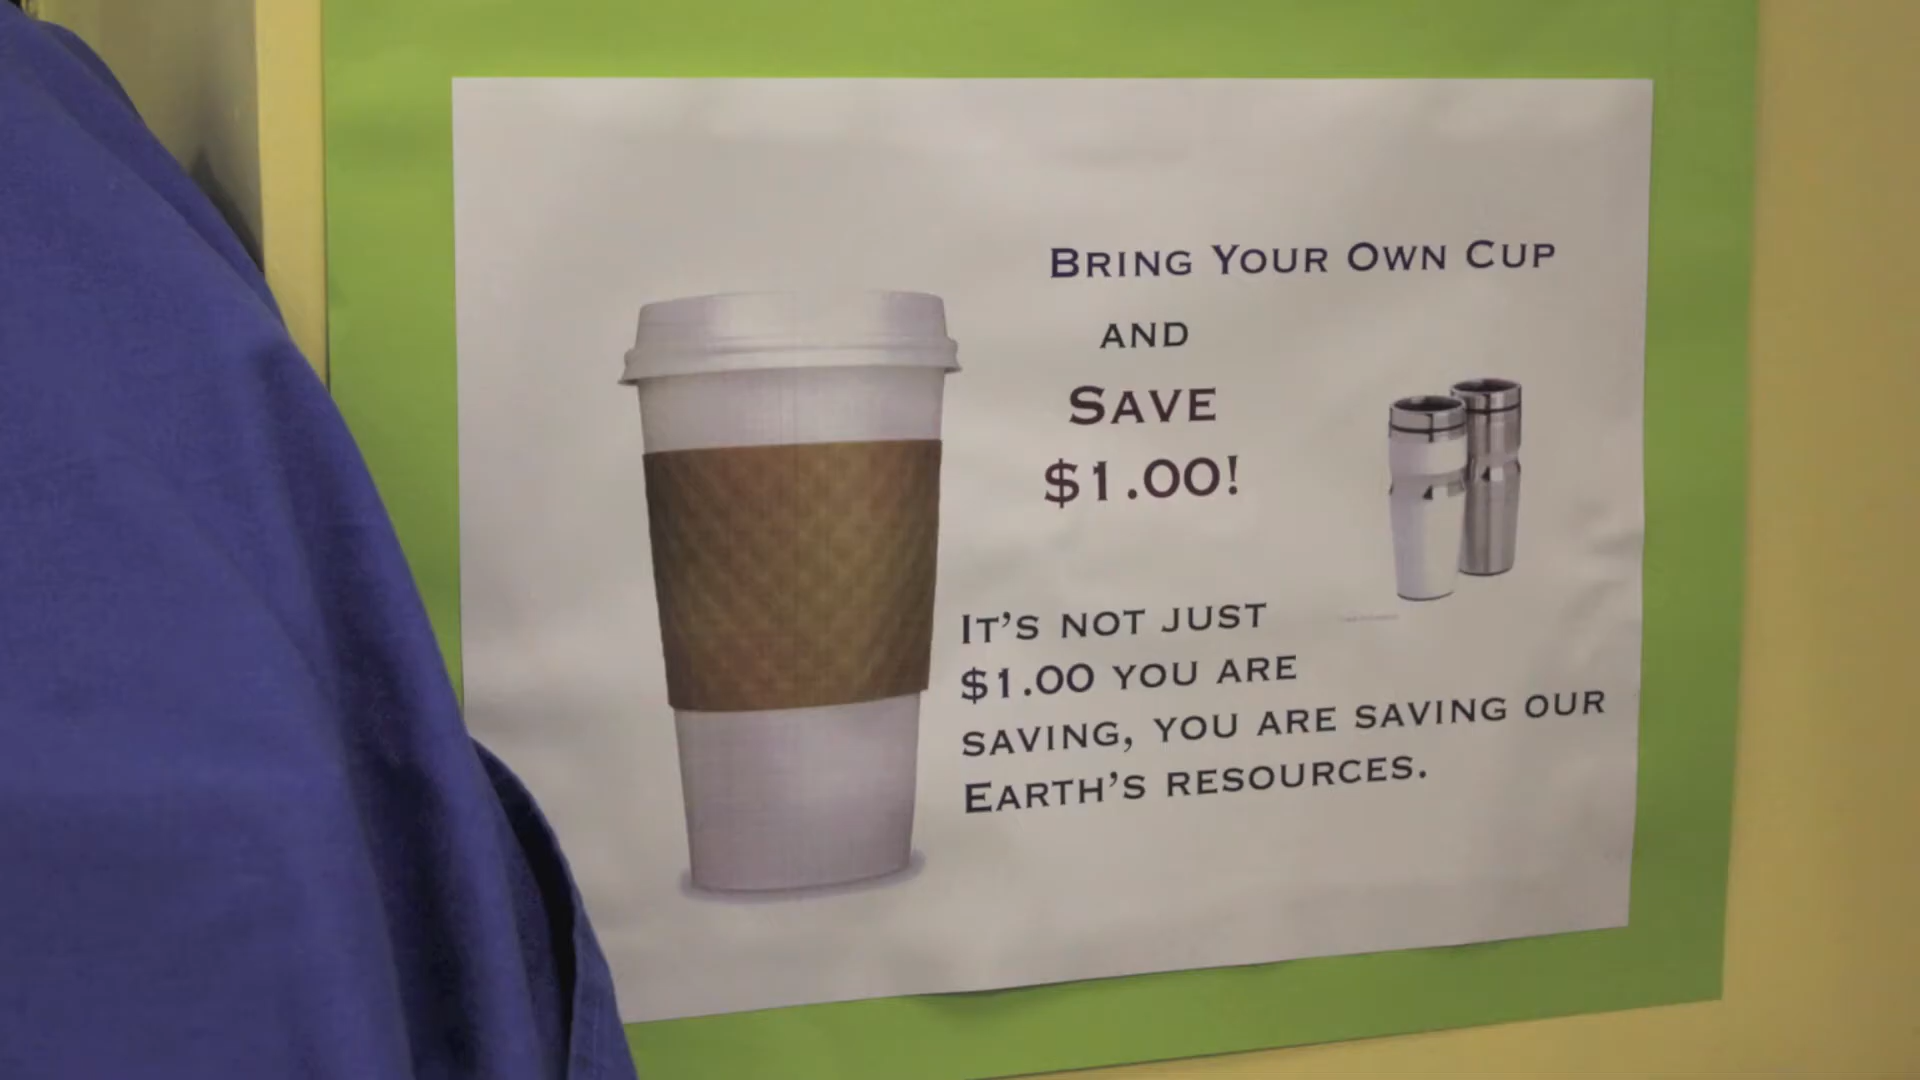 Bring Your Own Cup
and
Save
$1.00!
It's not just
$1.00 you are
saving, you are saving our
Earth's resources.